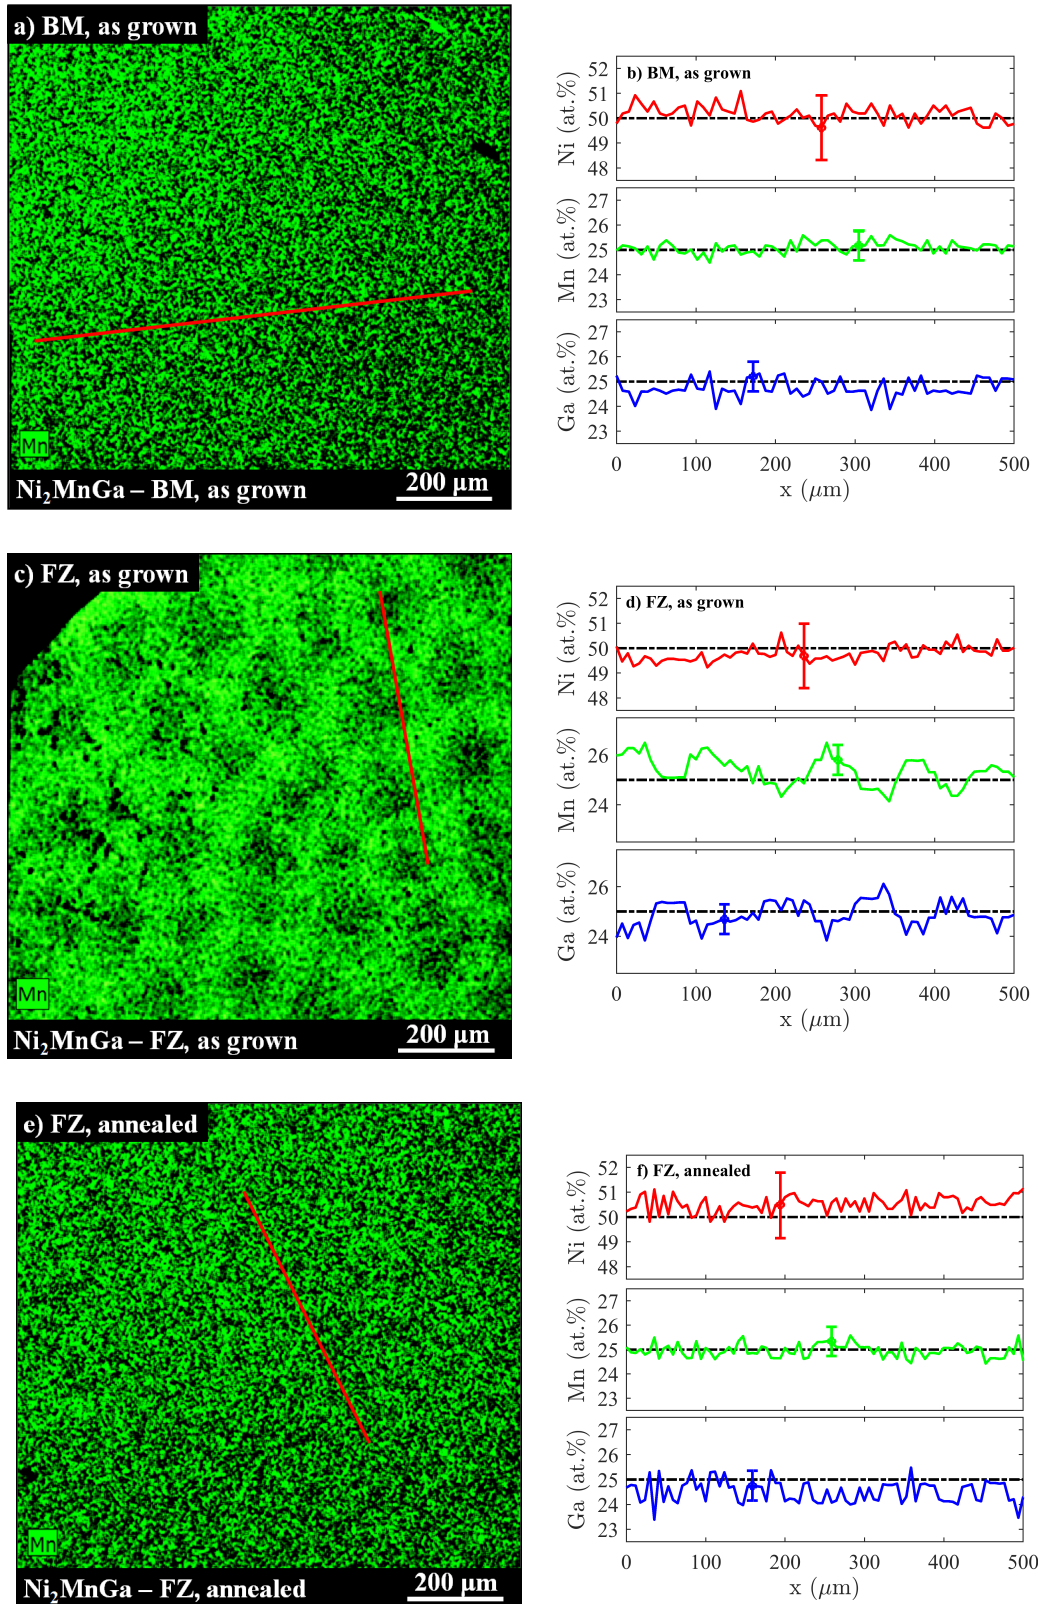 a) BM, as grown
Mn
Ni₂MnGa – BM, as grown
200 µm
b) BM, as grown
Ni (at.%)
52
51
50
49
48
Mn (at.%)
27
26
25
24
23
Ga (at.%)
27
26
25
24
23
0 100 200 300 400 500
x (µm)
c) FZ, as grown
Mn
Ni₂MnGa – FZ, as grown
200 µm
d) FZ, as grown
Ni (at.%)
52
51
50
49
48
Mn (at.%)
26
24
Ga (at.%)
26
24
0 100 200 300 400 500
x (µm)
e) FZ, annealed
Mn
Ni₂MnGa – FZ, annealed
200 µm
f) FZ, annealed
Ni (at.%)
52
51
50
49
48
Mn (at.%)
27
26
25
24
23
Ga (at.%)
27
26
25
24
23
0 100 200 300 400 500
x (µm)